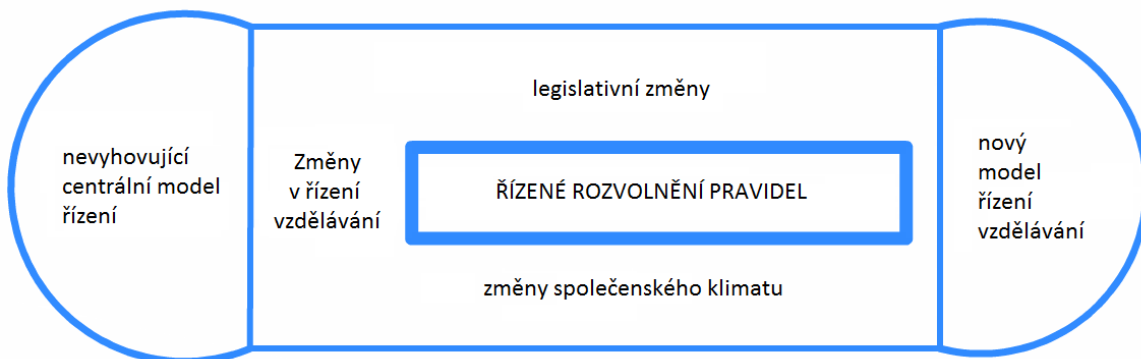 nevyhovující
centrální model
řízení
Změny
v řízení
vzdělávání
legislativní změny
ŘÍZENÉ ROZVOLNĚNÍ PRAVIDEL
změny společenského klimatu
nový
model
řízení
vzdělávání